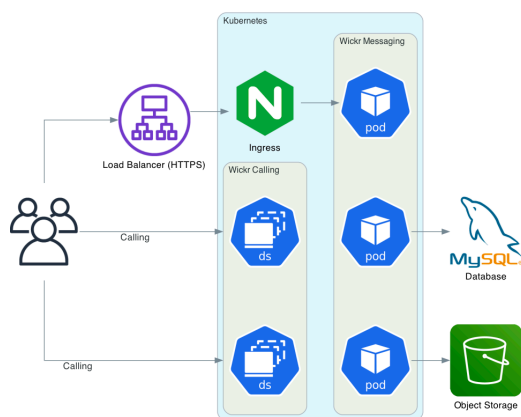 Kubernetes
Wickr Messaging
pod
Load Balancer (HTTPS)
N
Ingress
Wickr Calling
Calling
ds
pod
MySQL
Database
Calling
ds
pod
Object Storage